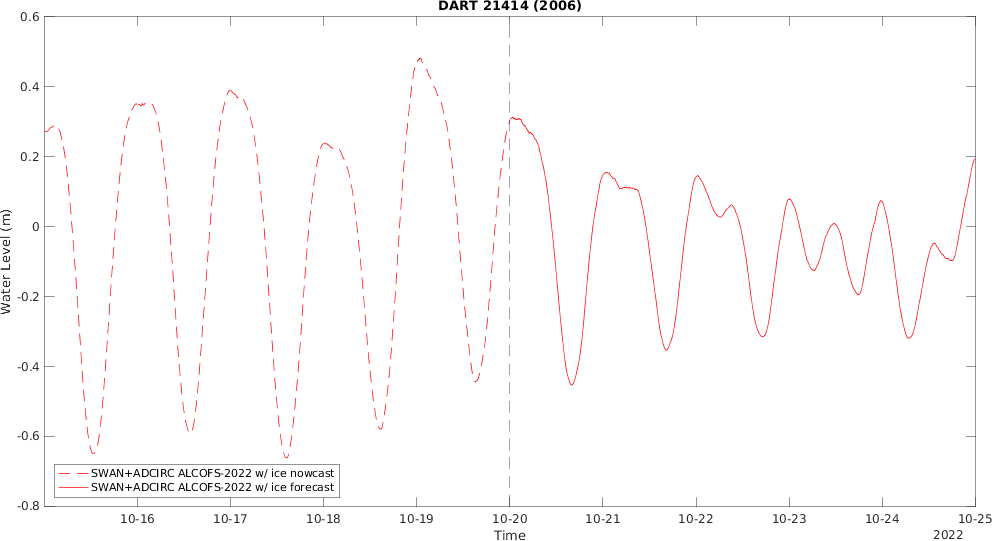 DART 21414 (2006)
0.6
0.4
0.2
0
-0.2
-0.4
-0.6
-0.8
Water Level (m)
SWAN+ADCIRC ALCOFS-2022 w/ ice nowcast
SWAN+ADCIRC ALCOFS-2022 w/ ice forecast
10-16 10-17 10-18 10-19 10-20 10-21 10-22 10-23 10-24 10-25
Time
2022